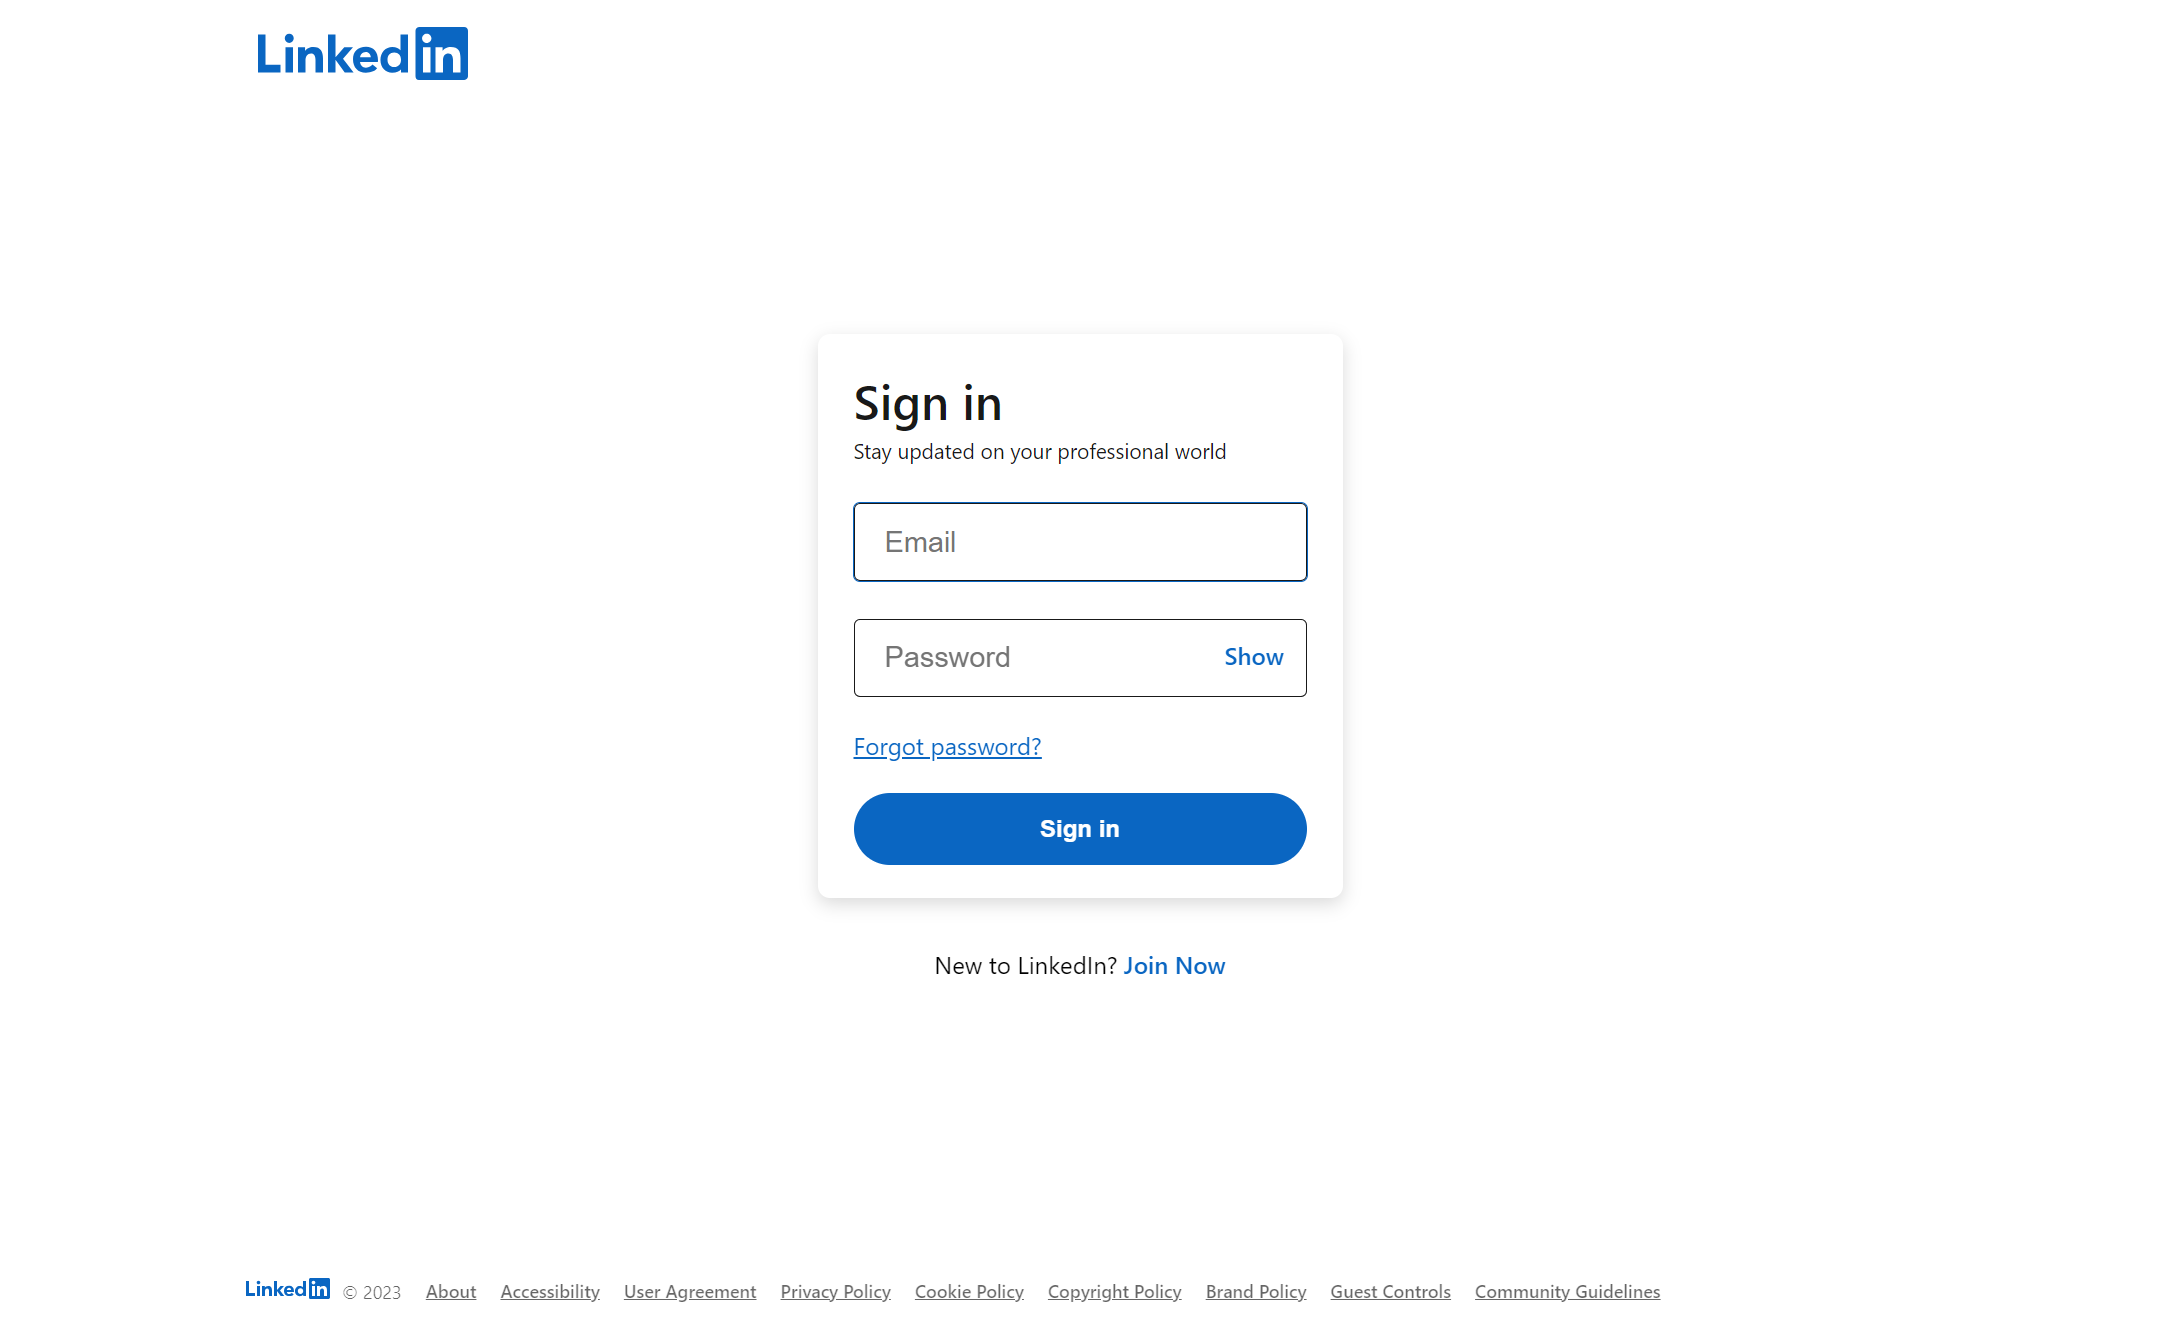 LinkedIn
Sign in
Stay updated on your professional world
Email
Password Show
Forgot password?
Sign in
New to LinkedIn? Join Now
LinkedIn © 2023 About Accessibility User Agreement Privacy Policy Cookie Policy Copyright Policy Brand Policy Guest Controls Community Guidelines